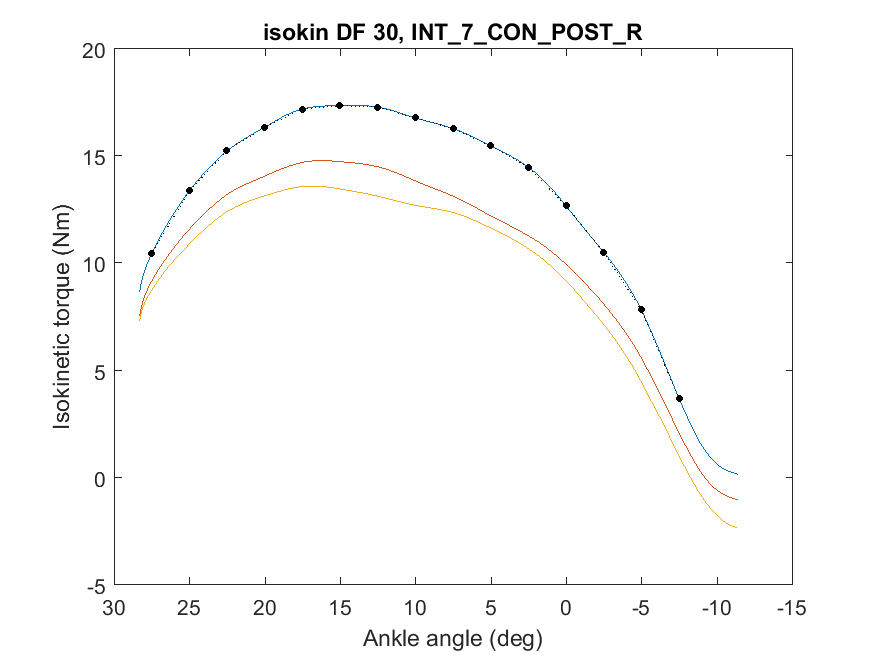 isokin DF 30, INT_7_CON_POST_R
20
15
10
5
0
-5
Isokinetic torque (Nm)
30 25 20 15 10 5 0 -5 -10 -15
Ankle angle (deg)